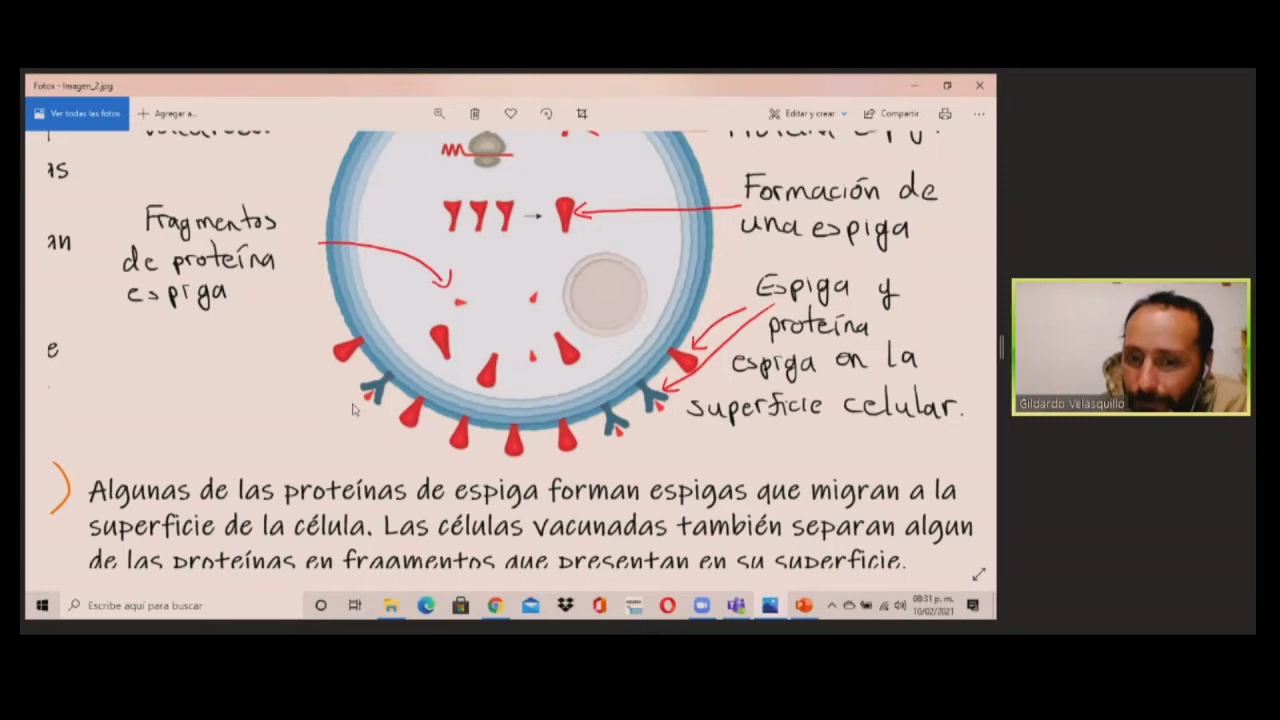 Fotos - Imagen_2.jpg
Ver todas las fotos
Agregar a...
Editar y crear
Compartir
as
an
e
Fragmentos
de proteína
espiga
Formación de
una espiga
Espiga y
proteína
espiga en la
superficie celular.
Algunas de las proteínas de espiga forman espigas que migran a la
superficie de la célula. Las células vacunadas también separan algun
de las proteínas en fragmentos que presentan en su superficie.
Escribe aquí para buscar
08:31 p. m.
10/02/2021
Gildardo Velasquillo